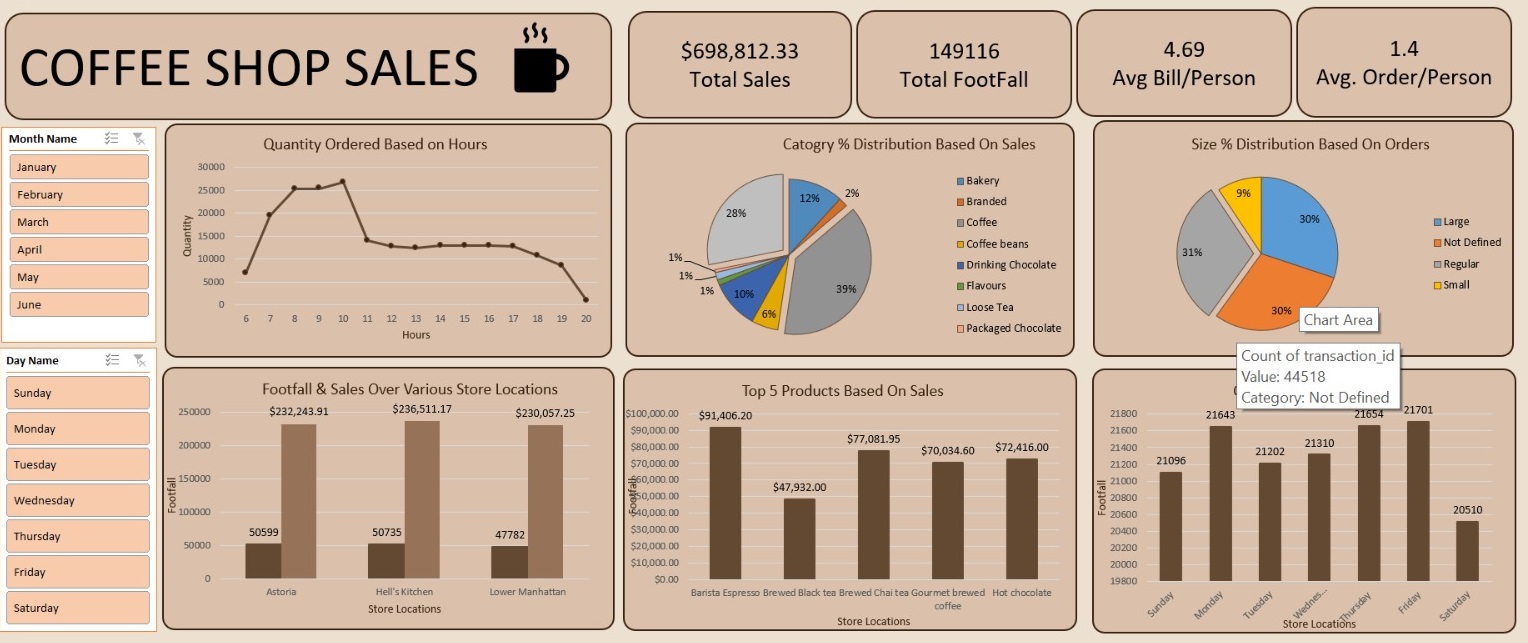 COFFEE SHOP SALES
$698,812.33
Total Sales
149116
Total FootFall
4.69
Avg Bill/Person
1.4
Avg. Order/Person
Month Name
January
February
March
April
May
June
Day Name
Sunday
Monday
Tuesday
Wednesday
Thursday
Friday
Saturday
Quantity Ordered Based on Hours
Quantity
30000
25000
20000
15000
10000
5000
0
6 7 8 9 10 11 12 13 14 15 16 17 18 19 20
Hours
Catogry % Distribution Based On Sales
12%
2%
39%
6%
10%
1%
1%
1%
28%
Bakery
Branded
Coffee
Coffee beans
Drinking Chocolate
Flavours
Loose Tea
Packaged Chocolate
Size % Distribution Based On Orders
30%
30%
31%
9%
Large
Not Defined
Regular
Small
Chart Area
Count of transaction_id
Value: 44518
Category: Not Defined
Footfall & Sales Over Various Store Locations
Footfall
250000
200000
150000
100000
50000
0
$232,243.91
$236,511.17
$230,057.25
50599
50735
47782
Astoria Hell's Kitchen Lower Manhattan
Store Locations
Top 5 Products Based On Sales
Footfall
$100,000.00
$90,000.00
$80,000.00
$70,000.00
$60,000.00
$50,000.00
$40,000.00
$30,000.00
$20,000.00
$10,000.00
$0.00
$91,406.20
$47,932.00
$77,081.95
$70,034.60
$72,416.00
Barista Espresso Brewed Black tea Brewed Chai tea Gourmet brewed coffee Hot chocolate
Store Locations
Footfall
21800
21600
21400
21200
21000
20800
20600
20400
20200
20000
19800
21096
21643
21202
21310
21654
21701
20510
Sunday Monday Tuesday Wednes... Thursday Friday Saturday
Store Locations